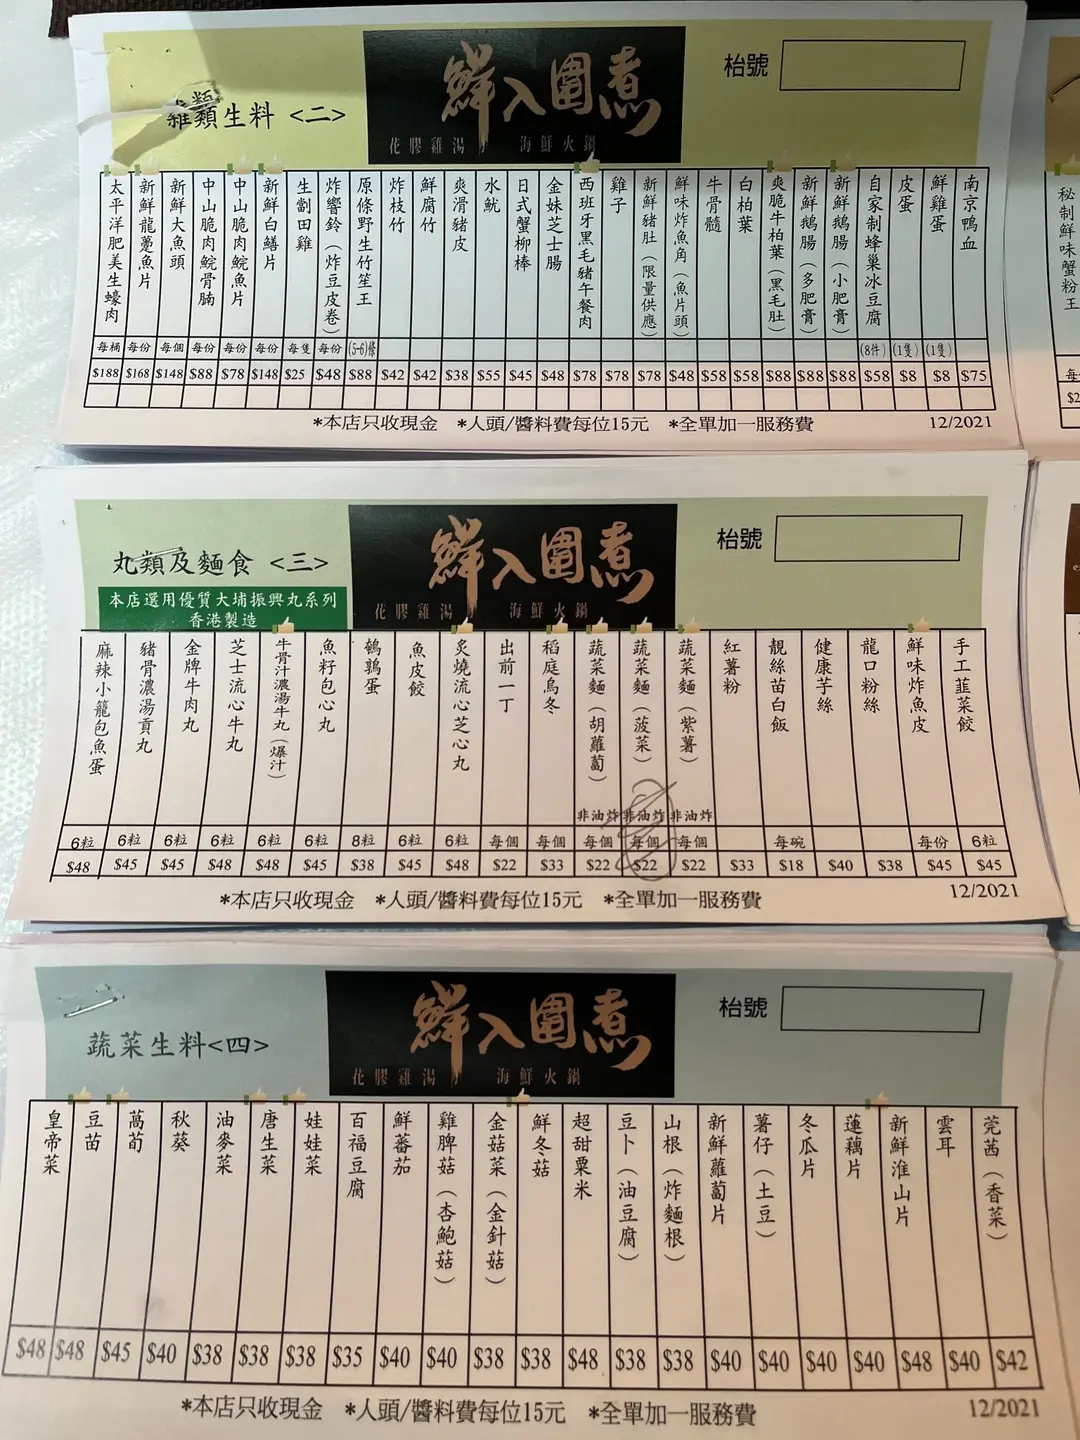 雜類生料 <二>
鮮入圍煮
花膠雞湯 海鮮火鍋
枱號
太平洋肥美生蠔肉 每桶 $188
新鮮龍躉魚片 每份 $168
新鮮大魚頭 每個 $148
中山脆肉鯇骨腩 每份 $88
中山脆肉鯇魚片 每份 $78
新鮮白鱔片 每份 $148
生劏田雞 每隻 $25
炸響鈴（炸豆皮卷） 每份 $48
原條野生竹笙王 (5-6)條 $88
炸枝竹 $42
鮮腐竹 $42
爽滑豬皮 $38
水魷 $55
日式蟹柳棒 $45
金妹芝士腸 $48
西班牙黑毛豬午餐肉 $78
雞子 $78
新鮮豬肚（限量供應） $78
鮮味炸魚角（魚片頭） $48
牛骨髓 $58
白柏葉 $58
爽脆牛柏葉（黑毛肚） $88
新鮮鵝腸（多肥膏） $88
新鮮鵝腸（小肥膏） $88
自家制蜂巢冰豆腐 (8件) $58
皮蛋 (1隻) $8
鮮雞蛋 (1隻) $8
南京鴨血 $75
*本店只收現金 *人頭/醬料費每位15元 *全單加一服務費
12/2021
秘制鮮味蟹粉王
丸類及麵食 <三>
本店選用優質大埔振興丸系列
香港製造
鮮入圍煮
花膠雞湯 海鮮火鍋
枱號
麻辣小籠包魚蛋 6粒 $48
豬骨濃湯貢丸 6粒 $45
金牌牛肉丸 6粒 $45
芝士流心牛丸 6粒 $48
牛骨汁濃湯牛丸（爆汁） 6粒 $48
魚籽包心丸 6粒 $45
鵪鶉蛋 8粒 $38
魚皮餃 6粒 $45
炙燒流心芝心丸 6粒 $48
出前一丁 每個 $22
稻庭烏冬 每個 $33
蔬菜麵（胡蘿蔔） 非油炸 每個 $22
蔬菜麵（菠菜） 非油炸 每個 $22
蔬菜麵（紫薯） 非油炸 每個 $22
紅薯粉 $33
靚絲苗白飯 每碗 $18
健康芋絲 $40
龍口粉絲 $38
鮮味炸魚皮 每份 $45
手工韮菜餃 6粒 $45
*本店只收現金 *人頭/醬料費每位15元 *全單加一服務費
12/2021
蔬菜生料<四>
鮮入圍煮
花膠雞湯 海鮮火鍋
枱號
皇帝菜 $48
豆苗 $48
萵筍 $45
秋葵 $40
油麥菜 $38
唐生菜 $38
娃娃菜 $38
百福豆腐 $35
鮮蕃茄 $40
雞脾菇（杏鮑菇） $40
金菇菜（金針菇） $38
鮮冬菇 $38
超甜粟米 $48
豆卜（油豆腐） $38
山根（炸麵根） $38
新鮮蘿蔔片 $40
薯仔（土豆） $40
冬瓜片 $40
蓮藕片 $40
新鮮淮山片 $48
雲耳 $40
莞茜（香菜） $42
*本店只收現金 *人頭/醬料費每位15元 *全單加一服務費
12/2021